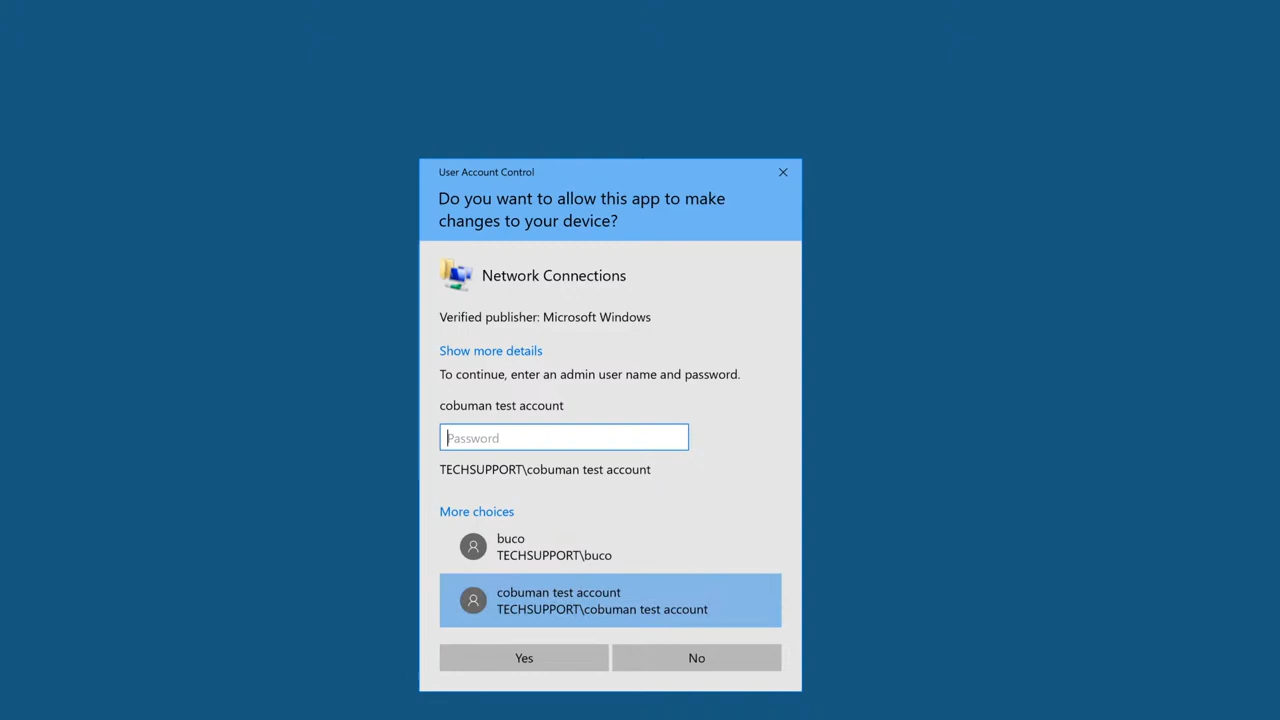 User Account Control
Do you want to allow this app to make
changes to your device?
Network Connections
Verified publisher: Microsoft Windows
Show more details
To continue, enter an admin user name and password.
cobuman test account
Password
TECHSUPPORT\cobuman test account
More choices
buco
TECHSUPPORT\buco
cobuman test account
TECHSUPPORT\cobuman test account
Yes
No